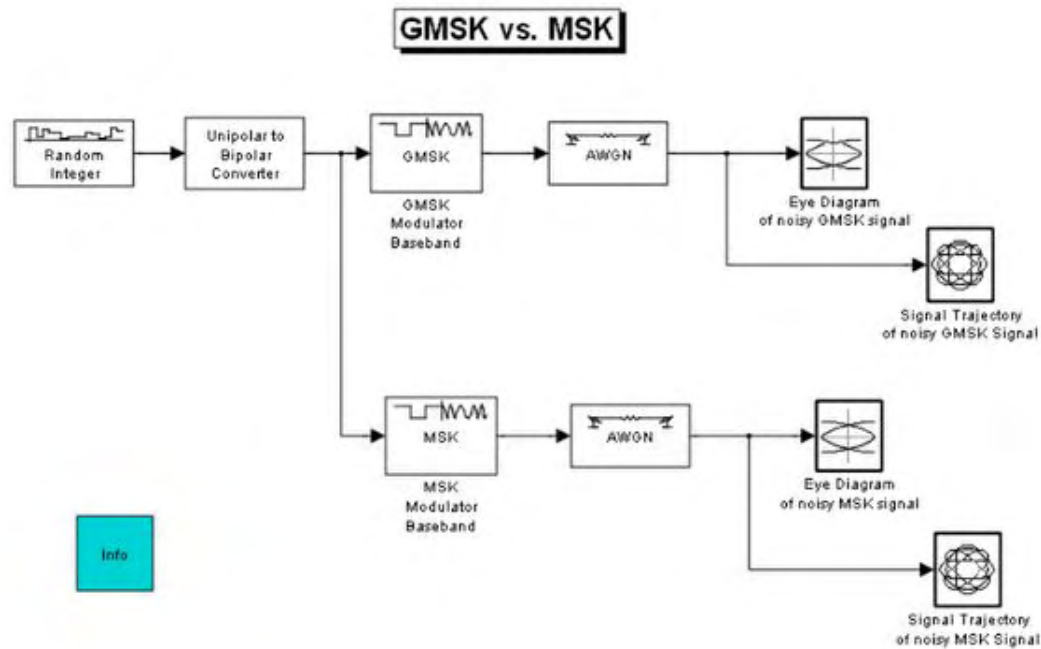 GMSK vs. MSK
Random
Integer
Unipolar to
Bipolar
Converter
GMSK
GMSK
Modulator
Baseband
AWGN
Eye Diagram
of noisy GMSK signal
Signal Trajectory
of noisy GMSK Signal
MSK
MSK
Modulator
Baseband
AWGN
Eye Diagram
of noisy MSK signal
Signal Trajectory
of noisy MSK Signal
Info